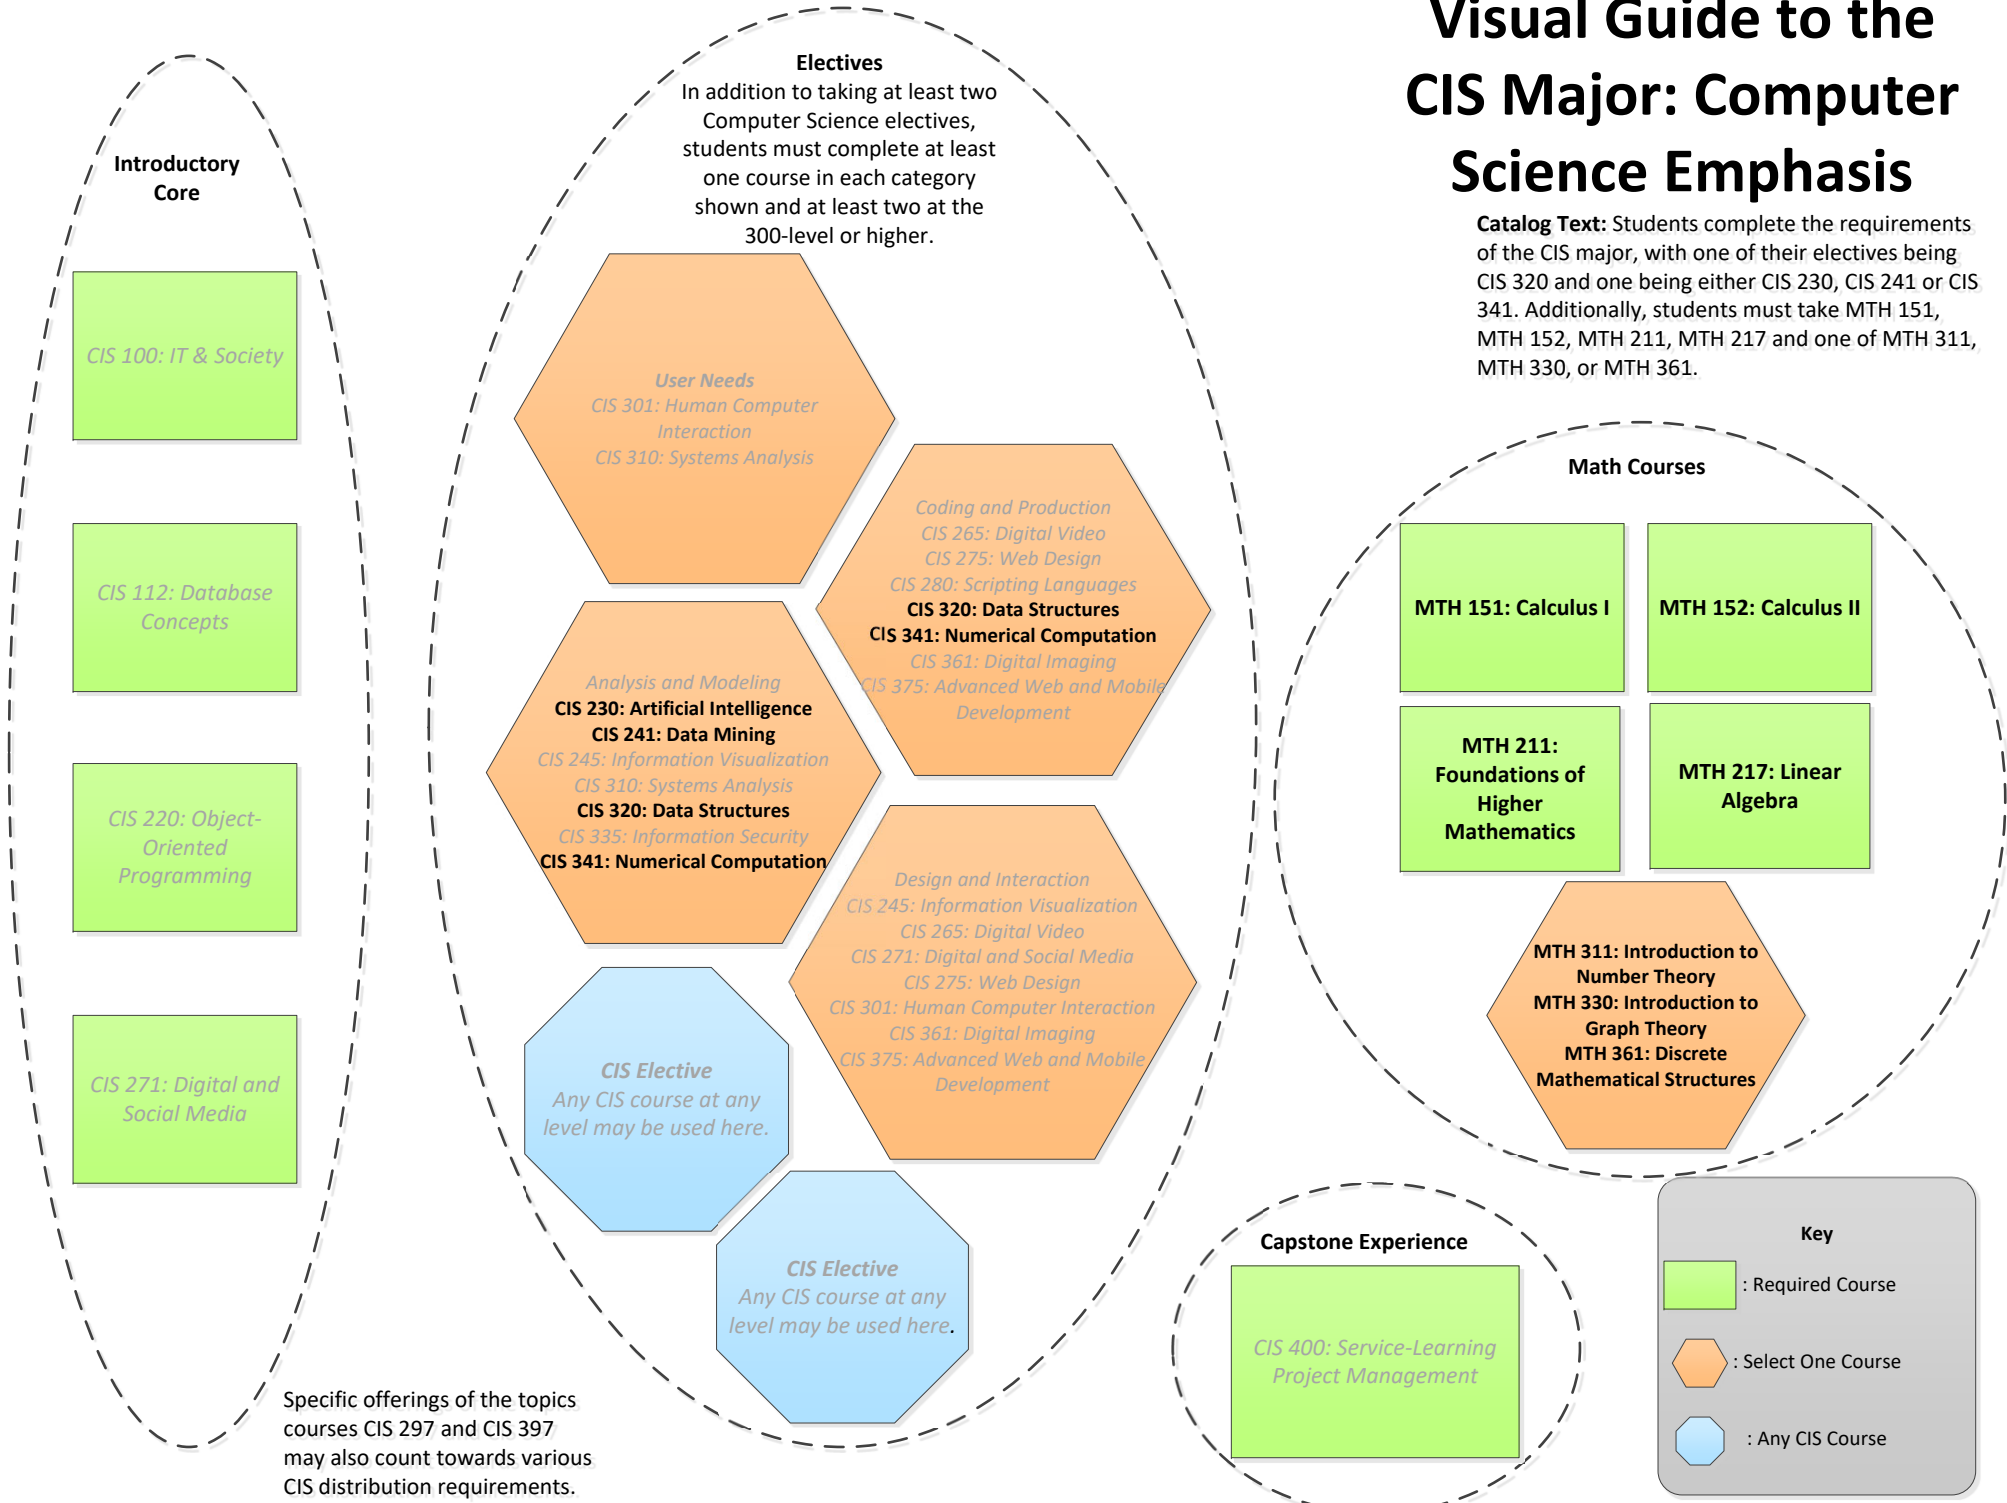 Visual Guide to the
CIS Major: Computer
Science Emphasis
Catalog Text: Students complete the requirements
of the CIS major, with one of their electives being
CIS 320 and one being either CIS 230, CIS 241 or CIS
341. Additionally, students must take MTH 151,
MTH 152, MTH 211, MTH 217 and one of MTH 311,
MTH 330, or MTH 361.
Introductory
Core
CIS 100: IT & Society
CIS 112: Database
Concepts
CIS 220: Object-
Oriented
Programming
CIS 271: Digital and
Social Media
Electives
In addition to taking at least two
Computer Science electives,
students must complete at least
one course in each category
shown and at least two at the
300-level or higher.
User Needs
CIS 301: Human Computer
Interaction
CIS 310: Systems Analysis
Coding and Production
CIS 265: Digital Video
CIS 275: Web Design
CIS 280: Scripting Languages
CIS 320: Data Structures
CIS 341: Numerical Computation
CIS 361: Digital Imaging
CIS 375: Advanced Web and Mobile
Development
Analysis and Modeling
CIS 230: Artificial Intelligence
CIS 241: Data Mining
CIS 245: Information Visualization
CIS 310: Systems Analysis
CIS 320: Data Structures
CIS 335: Information Security
CIS 341: Numerical Computation
Design and Interaction
CIS 245: Information Visualization
CIS 265: Digital Video
CIS 271: Digital and Social Media
CIS 275: Web Design
CIS 301: Human Computer Interaction
CIS 361: Digital Imaging
CIS 375: Advanced Web and Mobile
Development
CIS Elective
Any CIS course at any
level may be used here.
CIS Elective
Any CIS course at any
level may be used here.
Math Courses
MTH 151: Calculus I
MTH 152: Calculus II
MTH 211:
Foundations of
Higher
Mathematics
MTH 217: Linear
Algebra
MTH 311: Introduction to
Number Theory
MTH 330: Introduction to
Graph Theory
MTH 361: Discrete
Mathematical Structures
Capstone Experience
CIS 400: Service-Learning
Project Management
Key
: Required Course
: Select One Course
: Any CIS Course
Specific offerings of the topics
courses CIS 297 and CIS 397
may also count towards various
CIS distribution requirements.